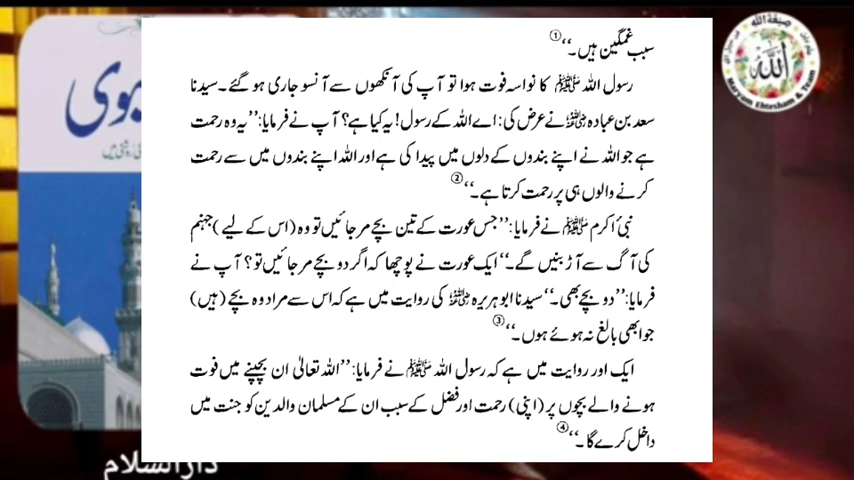 سبب غمگین ہیں۔‘‘①
رسول اللہ ﷺ کا نواسہ فوت ہوا تو آپ کی آنکھوں سے آنسو جاری ہو گئے۔ سیدنا
سعد بن عبادہ ؓ نے عرض کی: اے اللہ کے رسول! یہ کیا ہے؟ آپ نے فرمایا: ’’یہ وہ رحمت
ہے جو اللہ نے اپنے بندوں کے دلوں میں پیدا کی ہے اور اللہ اپنے بندوں میں سے رحمت
کرنے والوں ہی پر رحمت کرتا ہے۔‘‘②
نبیٔ اکرم ﷺ نے فرمایا: ’’جس عورت کے تین بچے مر جائیں تو وہ (اس کے لیے) جہنم
کی آگ سے آڑ بنیں گے۔‘‘ ایک عورت نے پوچھا کہ اگر دو بچے مر جائیں تو؟ آپ نے
فرمایا: ’’دو بچے بھی۔‘‘ سیدنا ابو ہریرہ ؓ کی روایت میں ہے کہ اس سے مراد وہ بچے (ہیں)
جو ابھی بالغ نہ ہوئے ہوں۔‘‘③
ایک اور روایت میں ہے کہ رسول اللہ ﷺ نے فرمایا: ’’اللہ تعالیٰ ان بچپنے میں فوت
ہونے والے بچوں پر (اپنی) رحمت اور فضل کے سبب ان کے مسلمان والدین کو جنت میں
داخل کرے گا۔‘‘④
بوی
دارالسلام
صبغۃ اللہ
اللہ
Maryam Ehtesham & Team